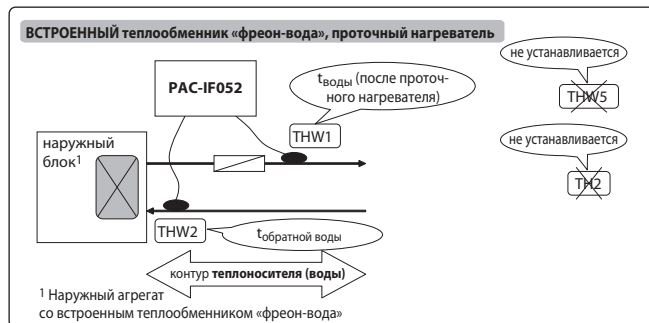 ВСТРОЕННЫЙ теплообменник «фреон-вода», проточный нагреватель
PAC-IF052
tводы (после проточ-
ного нагревателя)
THW1
не устанавливается
THW5
наружный
блок1
не устанавливается
TH2
THW2
tобратной воды
контур теплоносителя (воды)
1 Наружный агрегат
со встроенным теплообменником «фреон-вода»